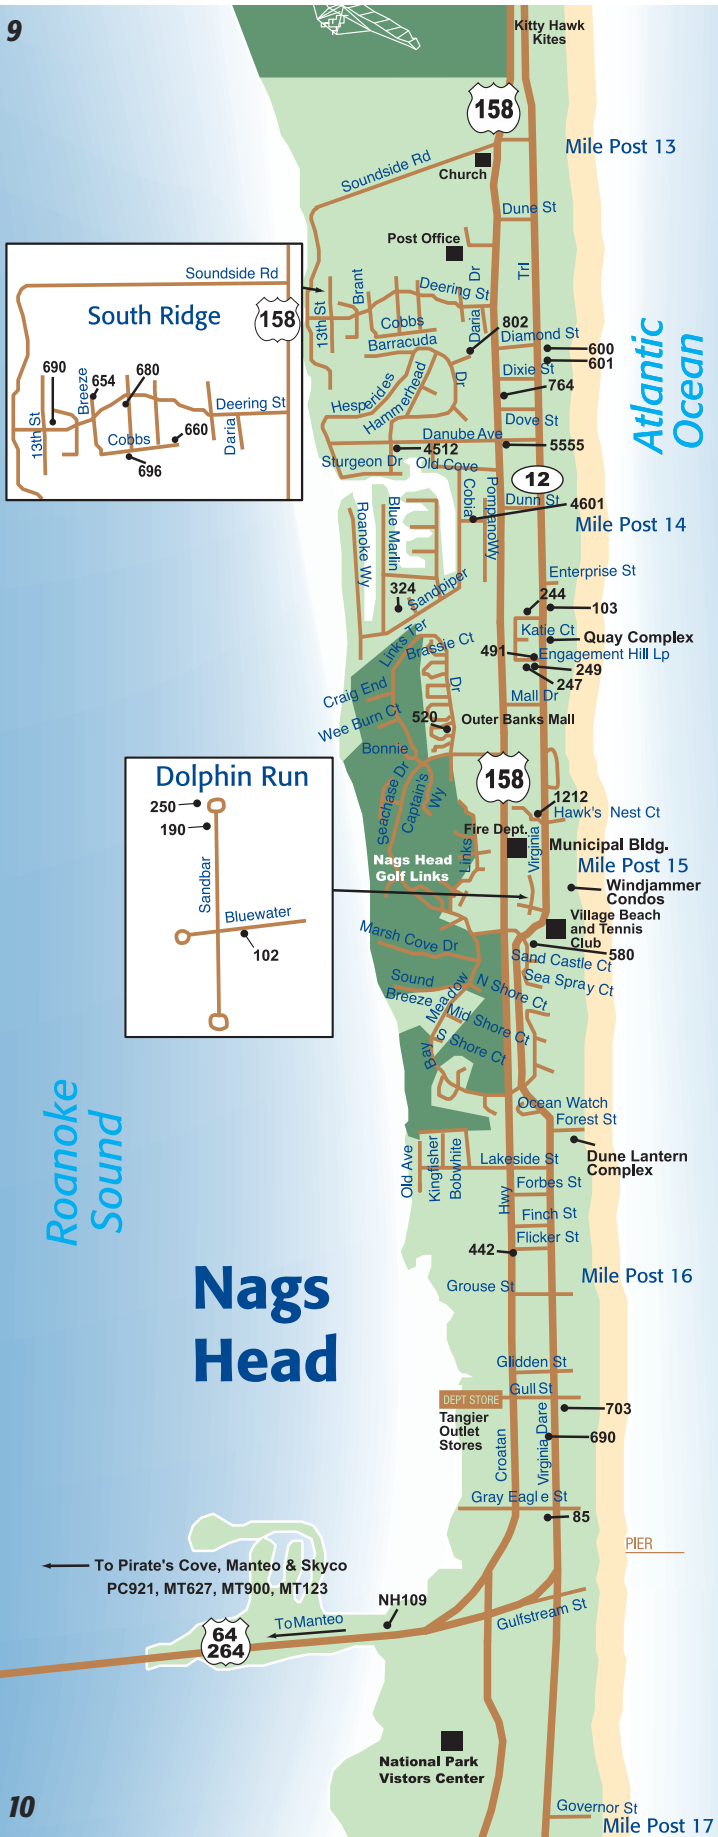 9
Kitty Hawk
Kites
158
Mile Post 13
Soundside Rd
Church
Dune St
Post Office
Soundside Rd
South Ridge
158
13th St
Brant
Deering St
Dr
Trl
Cobbs
Barracuda
Daria
802
Diamond St
600
601
Atlantic
Ocean
690
654
680
Breeze
Deering St
13th St
Cobbs
660
Daria
696
Dixie St
764
Hesperides
Hammerhead
Dr
Dove St
Danube Ave
5555
4512
Sturgeon Dr
Old Cove
12
Cobia
Pompano Wy
Dunn St
4601
Mile Post 14
Roanoke Wy
Blue Marlin
Enterprise St
324
Sandpiper
244
103
Links Ter
Katie Ct
Quay Complex
Brassie Ct
491
Engagement Hill Lp
249
247
Craig End
Dr
Mall Dr
Wee Burn Ct
520
Outer Banks Mall
Bonnie
Dolphin Run
158
250
190
Seachase Dr
Captain's
Wy
1212
Hawk's Nest Ct
Fire Dept.
Municipal Bldg.
Virginia
Links
Nags Head
Golf Links
Mile Post 15
Sandbar
Windjammer
Condos
Bluewater
102
Village Beach
and Tennis
Club
Marsh Cove Dr
580
Sand Castle Ct
Sea Spray Ct
Sound
Breeze
Meadow
N Shore Ct
Mid Shore Ct
S Shore Ct
Bay
Roanoke
Sound
Ocean Watch
Forest St
Old Ave
Kingfisher
Bobwhite
Lakeside St
Dune Lantern
Complex
Hwy
Forbes St
Finch St
Flicker St
442
Nags
Head
Grouse St
Mile Post 16
Glidden St
Gull St
DEPT STORE
Tangier
Outlet
Stores
703
Croatan
Virginia Dare
690
Gray Eagle St
85
PIER
To Pirate's Cove, Manteo & Skyco
PC921, MT627, MT900, MT123
NH109
To Manteo
Gulfstream St
64
264
National Park
Vistors Center
10
Governor St
Mile Post 17